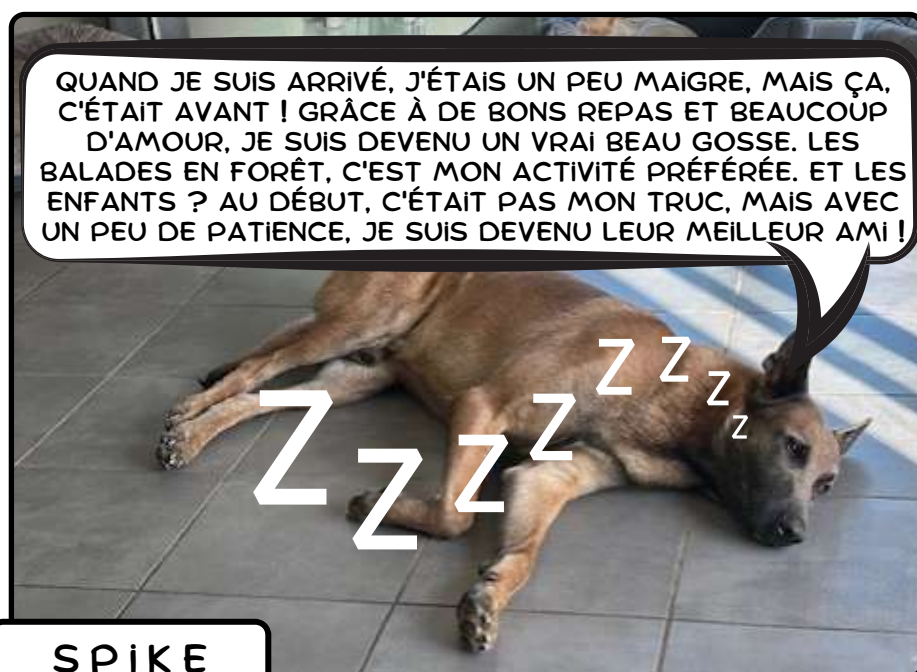 QUAND JE SUIS ARRIVÉ, J'ÉTAIS UN PEU MAIGRE, MAIS ÇA,
C'ÉTAIT AVANT ! GRÂCE À DE BONS REPAS ET BEAUCOUP
D'AMOUR, JE SUIS DEVENU UN VRAI BEAU GOSSE. LES
BALADES EN FORÊT, C'EST MON ACTIVITÉ PRÉFÉRÉE. ET LES
ENFANTS ? AU DÉBUT, C'ÉTAIT PAS MON TRUC, MAIS AVEC
UN PEU DE PATIENCE, JE SUIS DEVENU LEUR MEILLEUR AMI !
Z Z Z Z Z Z Z z
SPIKE